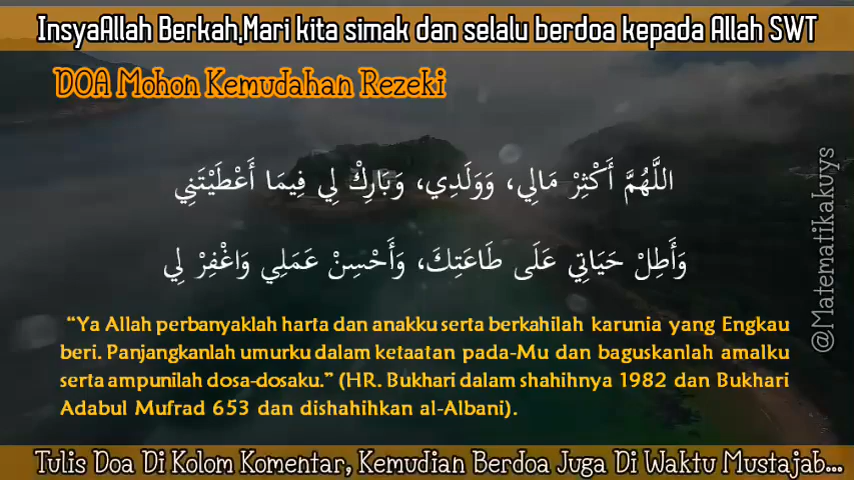 InsyaAllah Berkah,Mari kita simak dan selalu berdoa kepada Allah SWT
DOA Mohon Kemudahan Rezeki
اللَّهُمَّ أَكْثِرْ مَالِي، وَوَلَدِي، وَبَارِكْ لِي فِيمَا أَعْطَيْتَنِي
وَأَطِلْ حَيَاتِي عَلَى طَاعَتِكَ، وَأَحْسِنْ عَمَلِي وَاغْفِرْ لِي
“Ya Allah perbanyaklah harta dan anakku serta berkahilah karunia yang Engkau
beri. Panjangkanlah umurku dalam ketaatan pada-Mu dan baguskanlah amalku
serta ampunilah dosa-dosaku.” (HR. Bukhari dalam shahihnya 1982 dan Bukhari
Adabul Mufrad 653 dan dishahihkan al-Albani).
@Matematikakuys
Tulis Doa Di Kolom Komentar, Kemudian Berdoa Juga Di Waktu Mustajab...